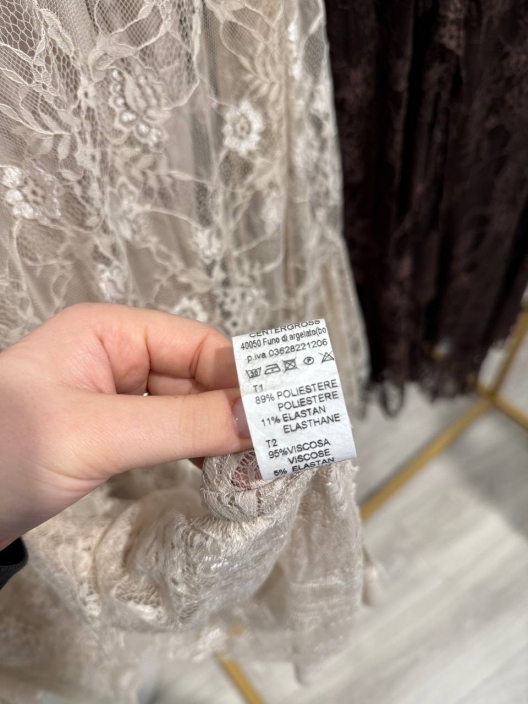 CENTERGROSS
40050 Funo di argelato(bo
p.iva 03628221206
T1
89% POLIESTERE
POLIESTERE
11% ELASTAN
ELASTHANE
T2
95%VISCOSA
VISCOSE
5% ELASTAN